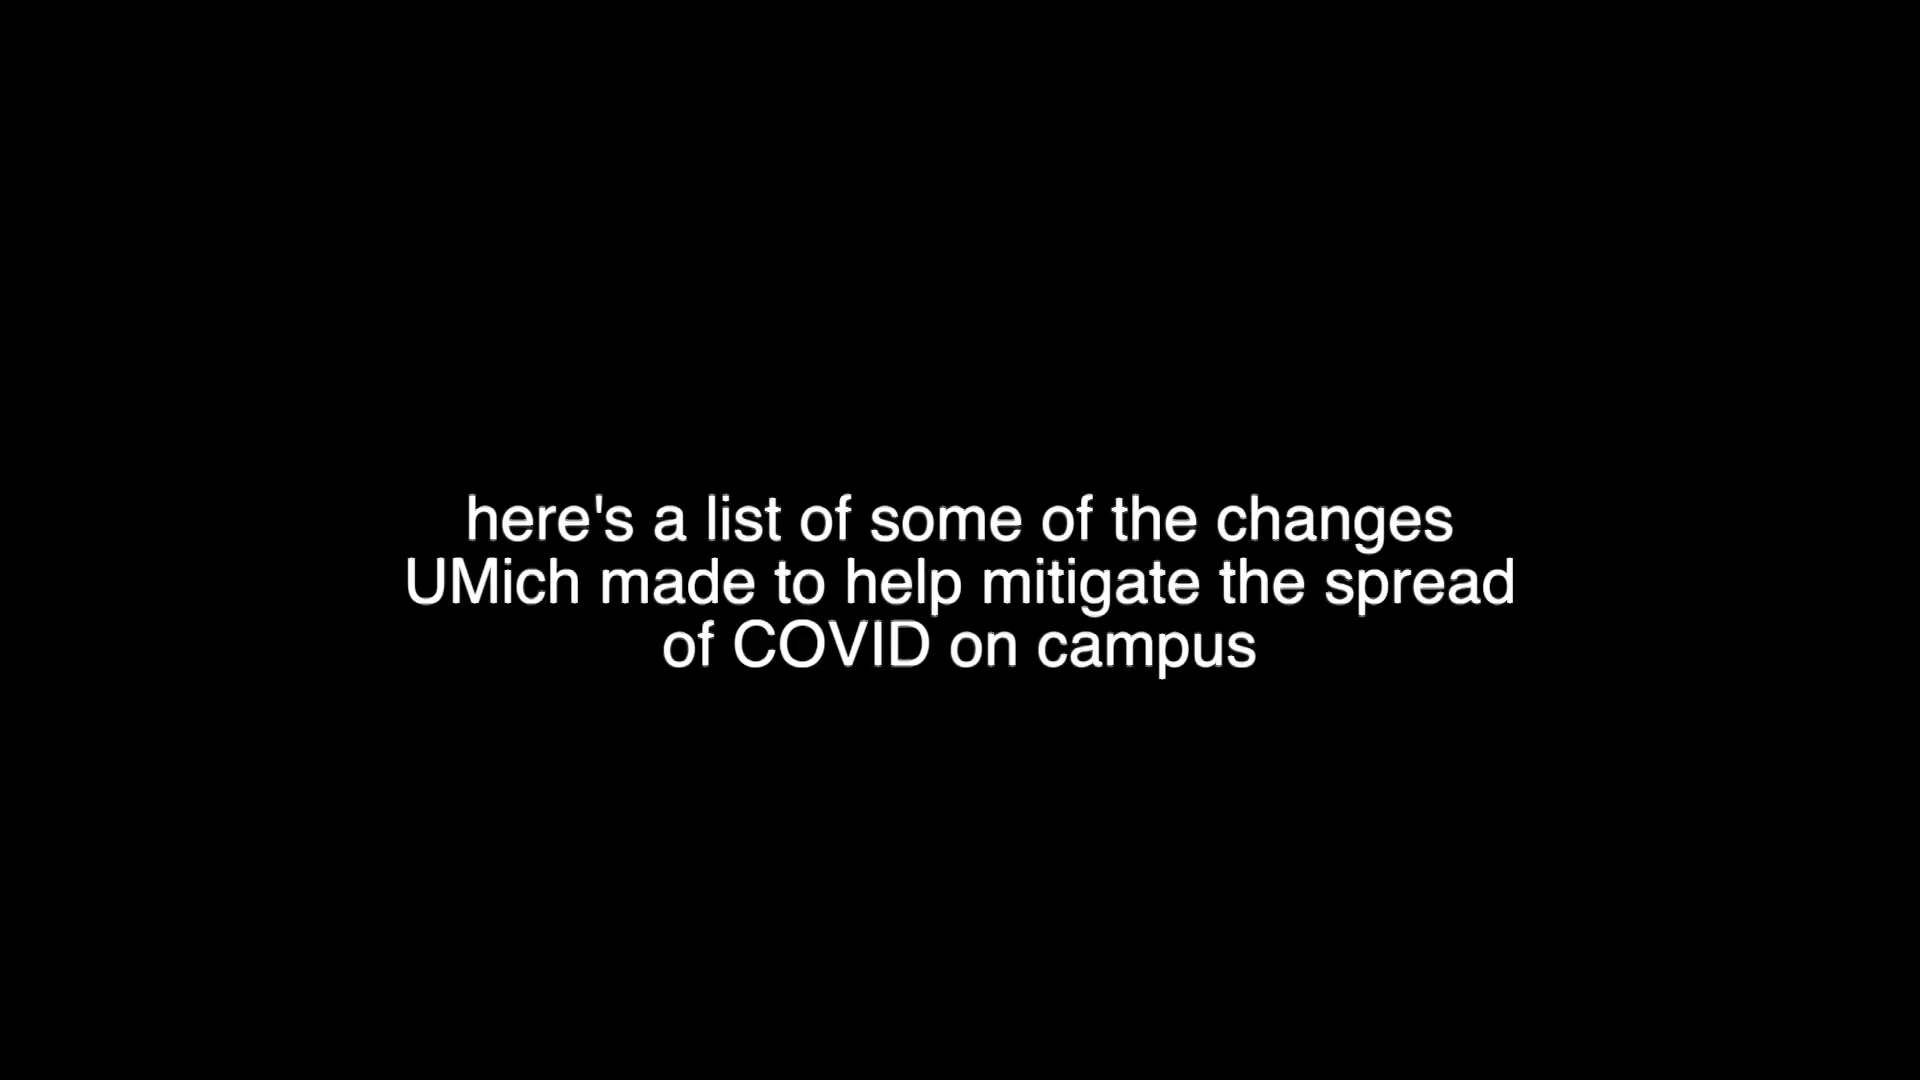 here's a list of some of the changes
UMich made to help mitigate the spread
of COVID on campus